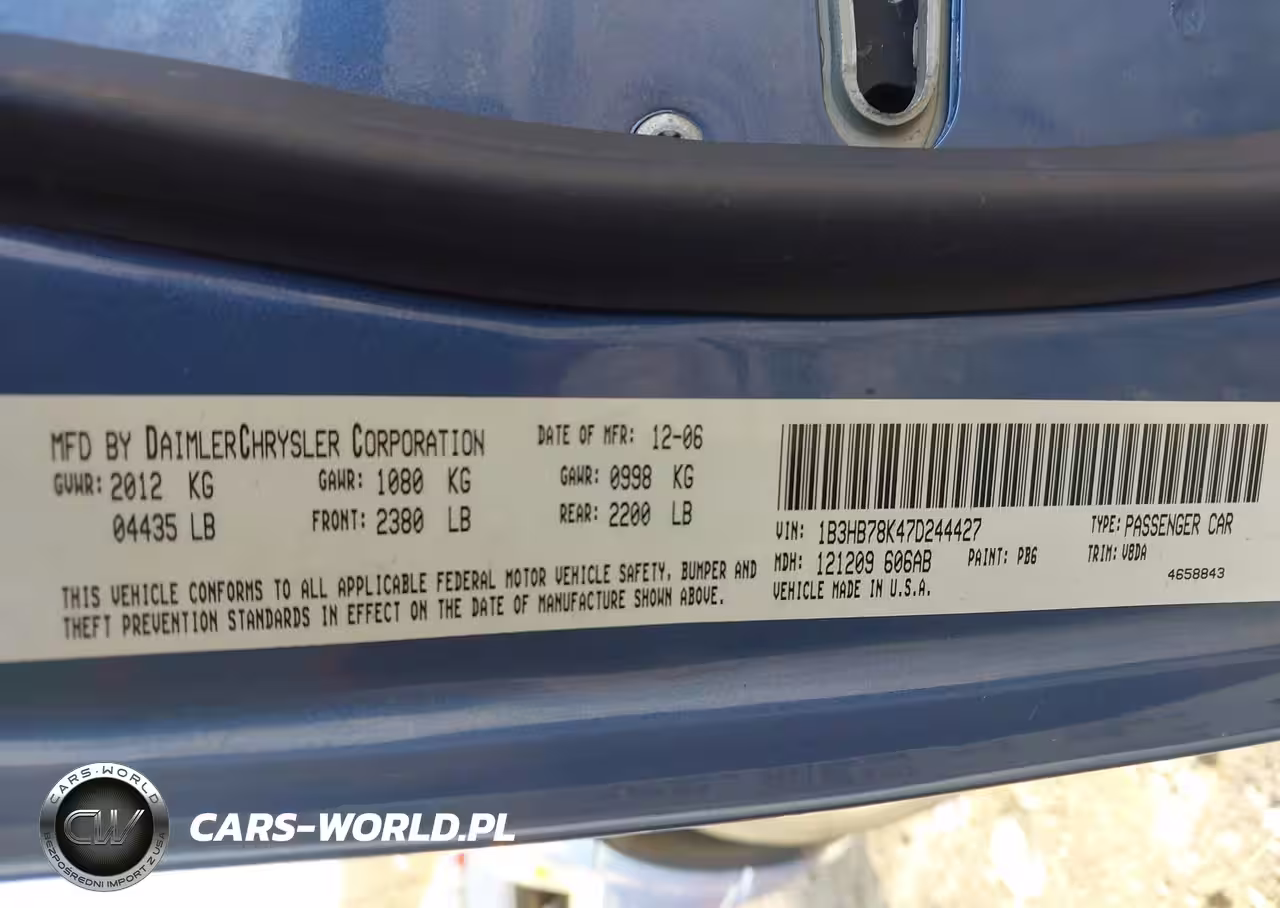 MFD BY DAIMLERCHRYSLER CORPORATION
DATE OF MFR: 12-06
GVWR: 2012 KG
GAWR: 1080 KG
GAWR: 0998 KG
04435 LB
FRONT: 2380 LB
REAR: 2200 LB
THIS VEHICLE CONFORMS TO ALL APPLICABLE FEDERAL MOTOR VEHICLE SAFETY, BUMPER AND
THEFT PREVENTION STANDARDS IN EFFECT ON THE DATE OF MANUFACTURE SHOWN ABOVE.
VIN: 1B3HB78K47D244427
TYPE: PASSENGER CAR
MDH: 121209 606AB
PAINT: PB6
TRIM: V8DA
VEHICLE MADE IN U.S.A.
4658843
CARS-WORLD
CW
BEZPOŚREDNI IMPORT Z USA
CARS-WORLD.PL